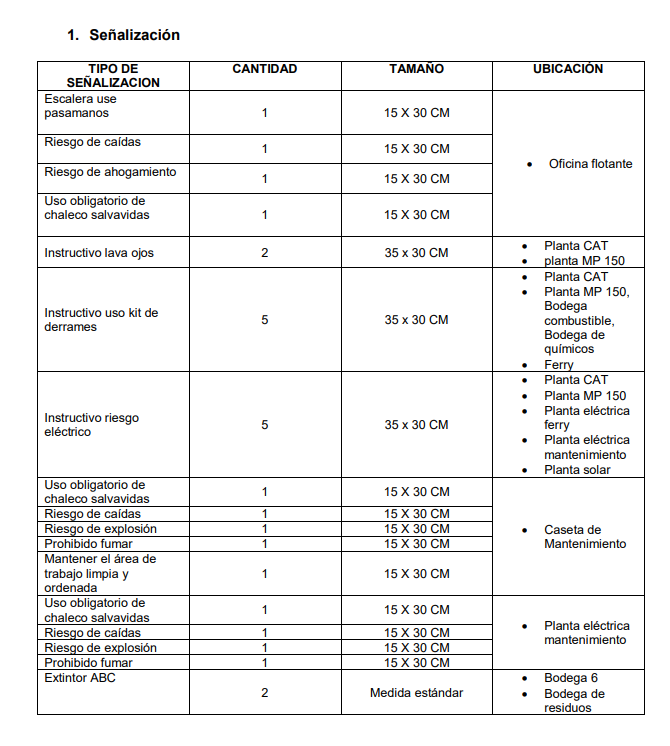 1. Señalización
TIPO DE SEÑALIZACION CANTIDAD TAMAÑO UBICACIÓN
Escalera use
pasamanos 1 15 X 30 CM
Riesgo de caídas 1 15 X 30 CM
• Oficina flotante
Riesgo de ahogamiento 1 15 X 30 CM
Uso obligatorio de
chaleco salvavidas 1 15 X 30 CM
Instructivo lava ojos 2 35 x 30 CM
• Planta CAT
• planta MP 150
Instructivo uso kit de
derrames 5 35 x 30 CM
• Planta CAT
• Planta MP 150,
Bodega
combustible,
Bodega de
químicos
• Ferry
Instructivo riesgo
eléctrico 5 35 x 30 CM
• Planta CAT
• Planta MP 150
• Planta eléctrica
ferry
• Planta eléctrica
mantenimiento
• Planta solar
Uso obligatorio de
chaleco salvavidas 1 15 X 30 CM
Riesgo de caídas 1 15 X 30 CM
Riesgo de explosión 1 15 X 30 CM
Prohibido fumar 1 15 X 30 CM
• Caseta de
Mantenimiento
Mantener el área de
trabajo limpia y
ordenada 1 15 X 30 CM
Uso obligatorio de
chaleco salvavidas 1 15 X 30 CM
Riesgo de caídas 1 15 X 30 CM
Riesgo de explosión 1 15 X 30 CM
Prohibido fumar 1 15 X 30 CM
• Planta eléctrica
mantenimiento
Extintor ABC 2 Medida estándar
• Bodega 6
• Bodega de
residuos